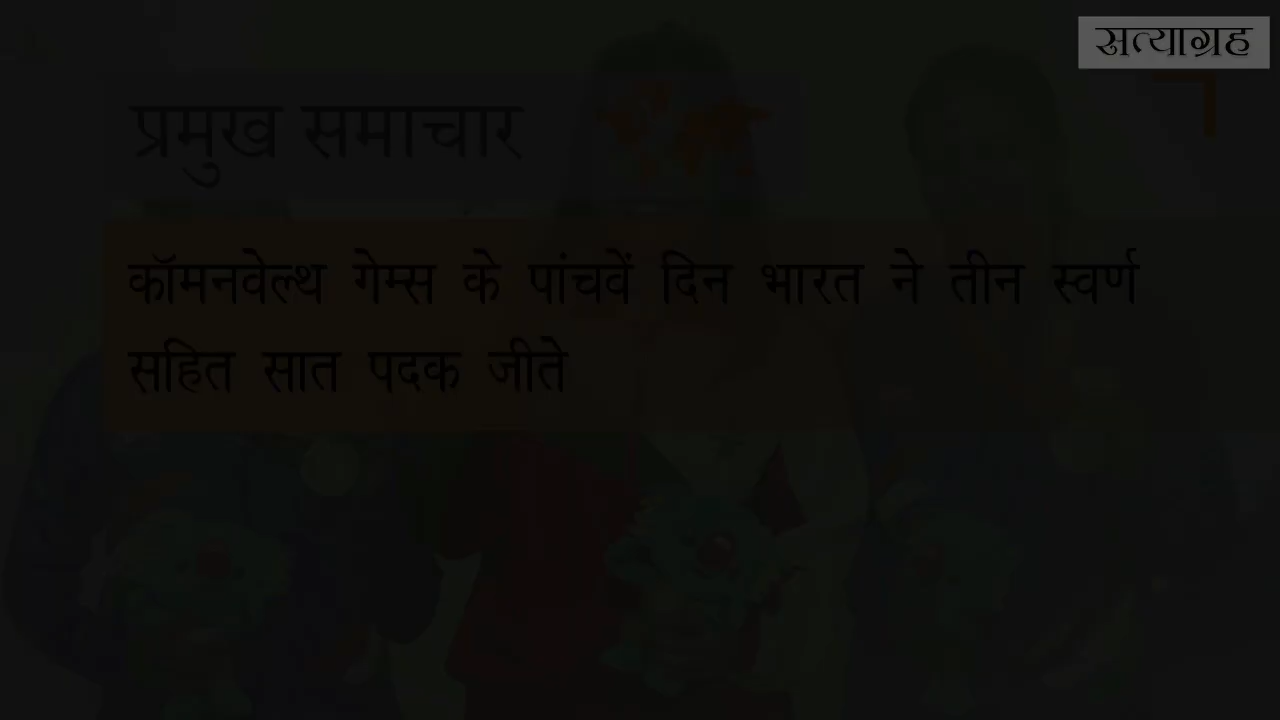 सत्याग्रह
प्रमुख समाचार
कॉमनवेल्थ गेम्स के पांचवें दिन भारत ने तीन स्वर्ण
सहित सात पदक जीते